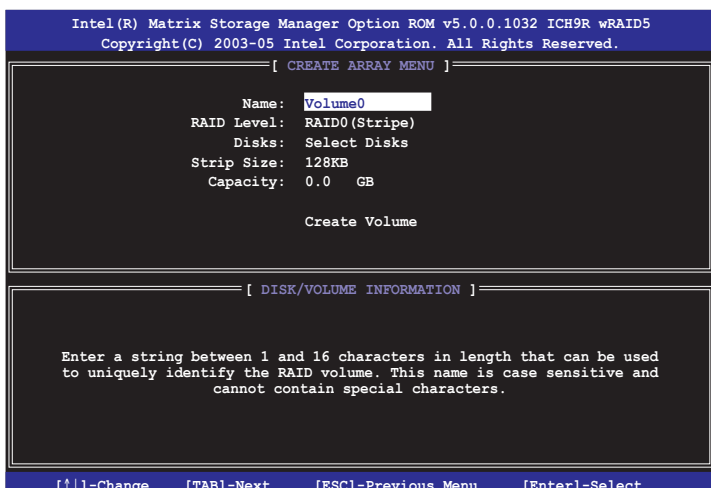 Intel(R) Matrix Storage Manager Option ROM v5.0.0.1032 ICH9R wRAID5
Copyright(C) 2003-05 Intel Corporation. All Rights Reserved.
[ CREATE ARRAY MENU ]
Name: Volume0
RAID Level: RAID0(Stripe)
Disks: Select Disks
Strip Size: 128KB
Capacity: 0.0 GB
Create Volume
[ DISK/VOLUME INFORMATION ]
Enter a string between 1 and 16 characters in length that can be used
to uniquely identify the RAID volume. This name is case sensitive and
cannot contain special characters.
[↑↓]-Change [TAB]-Next [ESC]-Previous Menu [Enter]-Select